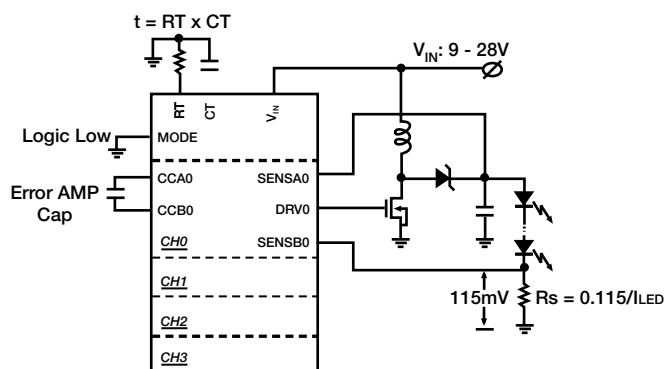 t = RT x CT
VIN: 9 - 28V
RT
CT
VIN
Logic Low
MODE
CCA0
SENSA0
Error AMP
Cap
DRV0
CCB0
CH0
SENSB0
CH1
115mV
Rs = 0.115/ILED
CH2
CH3